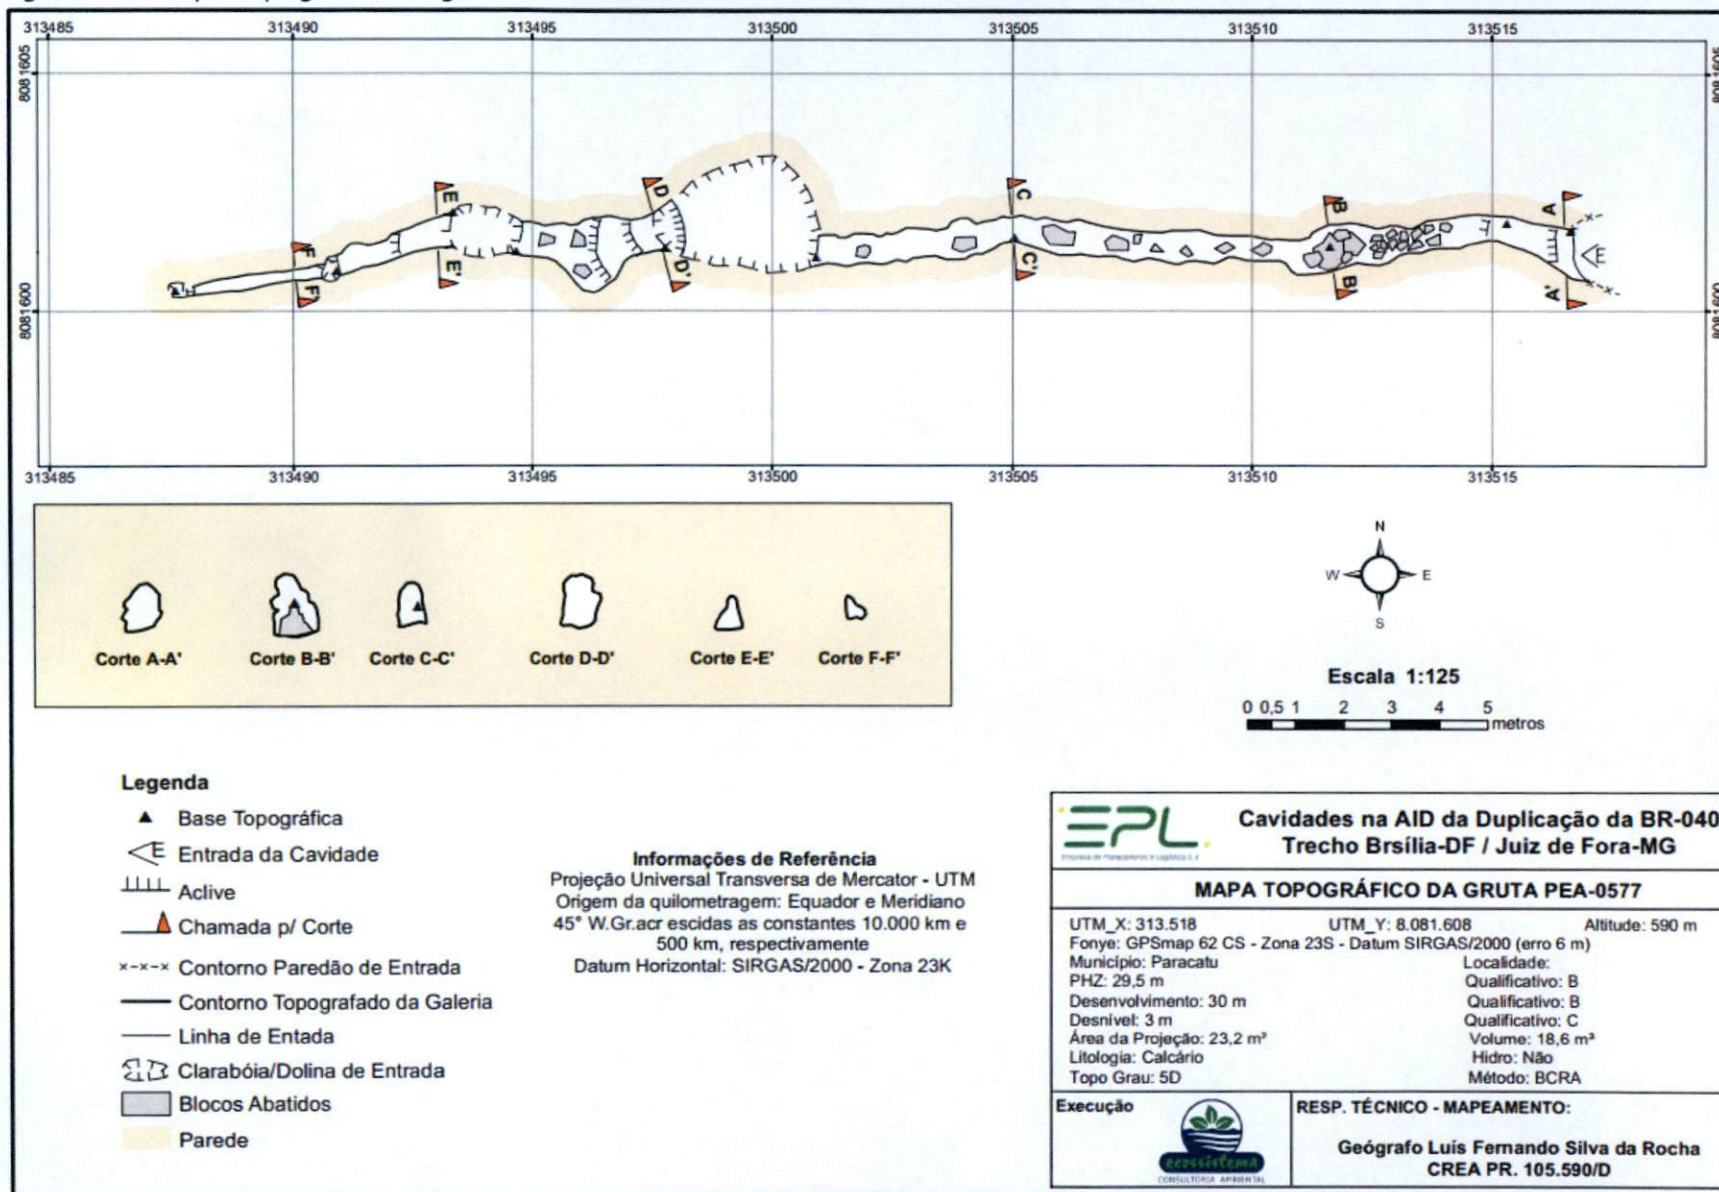 313485 313490 313495 313500 313505 313510 313515
8081605 8081605
E D C B A
F
E
F' E' D' C' B' A'
8081600 8081600
313485 313490 313495 313500 313505 313510 313515
Corte A-A' Corte B-B' Corte C-C' Corte D-D' Corte E-E' Corte F-F'
N
W E
S
Escala 1:125
0 0,5 1 2 3 4 5
metros
Legenda
Base Topográfica
E Entrada da Cavidade
Aclive
Chamada p/ Corte
Contorno Paredão de Entrada
Contorno Topografado da Galeria
Linha de Entada
Clarabóia/Dolina de Entrada
Blocos Abatidos
Parede
Informações de Referência
Projeção Universal Transversa de Mercator - UTM
Origem da quilometragem: Equador e Meridiano
45° W.Gr.acr escidas as constantes 10.000 km e
500 km, respectivamente
Datum Horizontal: SIRGAS/2000 - Zona 23K
EPL
Empresa de Planejamento e Logística S.A
Cavidades na AID da Duplicação da BR-040
Trecho Brsília-DF / Juiz de Fora-MG
MAPA TOPOGRÁFICO DA GRUTA PEA-0577
UTM_X: 313.518 UTM_Y: 8.081.608 Altitude: 590 m
Fonye: GPSmap 62 CS - Zona 23S - Datum SIRGAS/2000 (erro 6 m)
Município: Paracatu Localidade:
PHZ: 29,5 m Qualificativo: B
Desenvolvimento: 30 m Qualificativo: B
Desnível: 3 m Qualificativo: C
Área da Projeção: 23,2 m² Volume: 18,6 m³
Litologia: Calcário Hidro: Não
Topo Grau: 5D Método: BCRA
Execução
ecossistema
CONSULTORIA AMBIENTAL
RESP. TÉCNICO - MAPEAMENTO:
Geógrafo Luís Fernando Silva da Rocha
CREA PR. 105.590/D